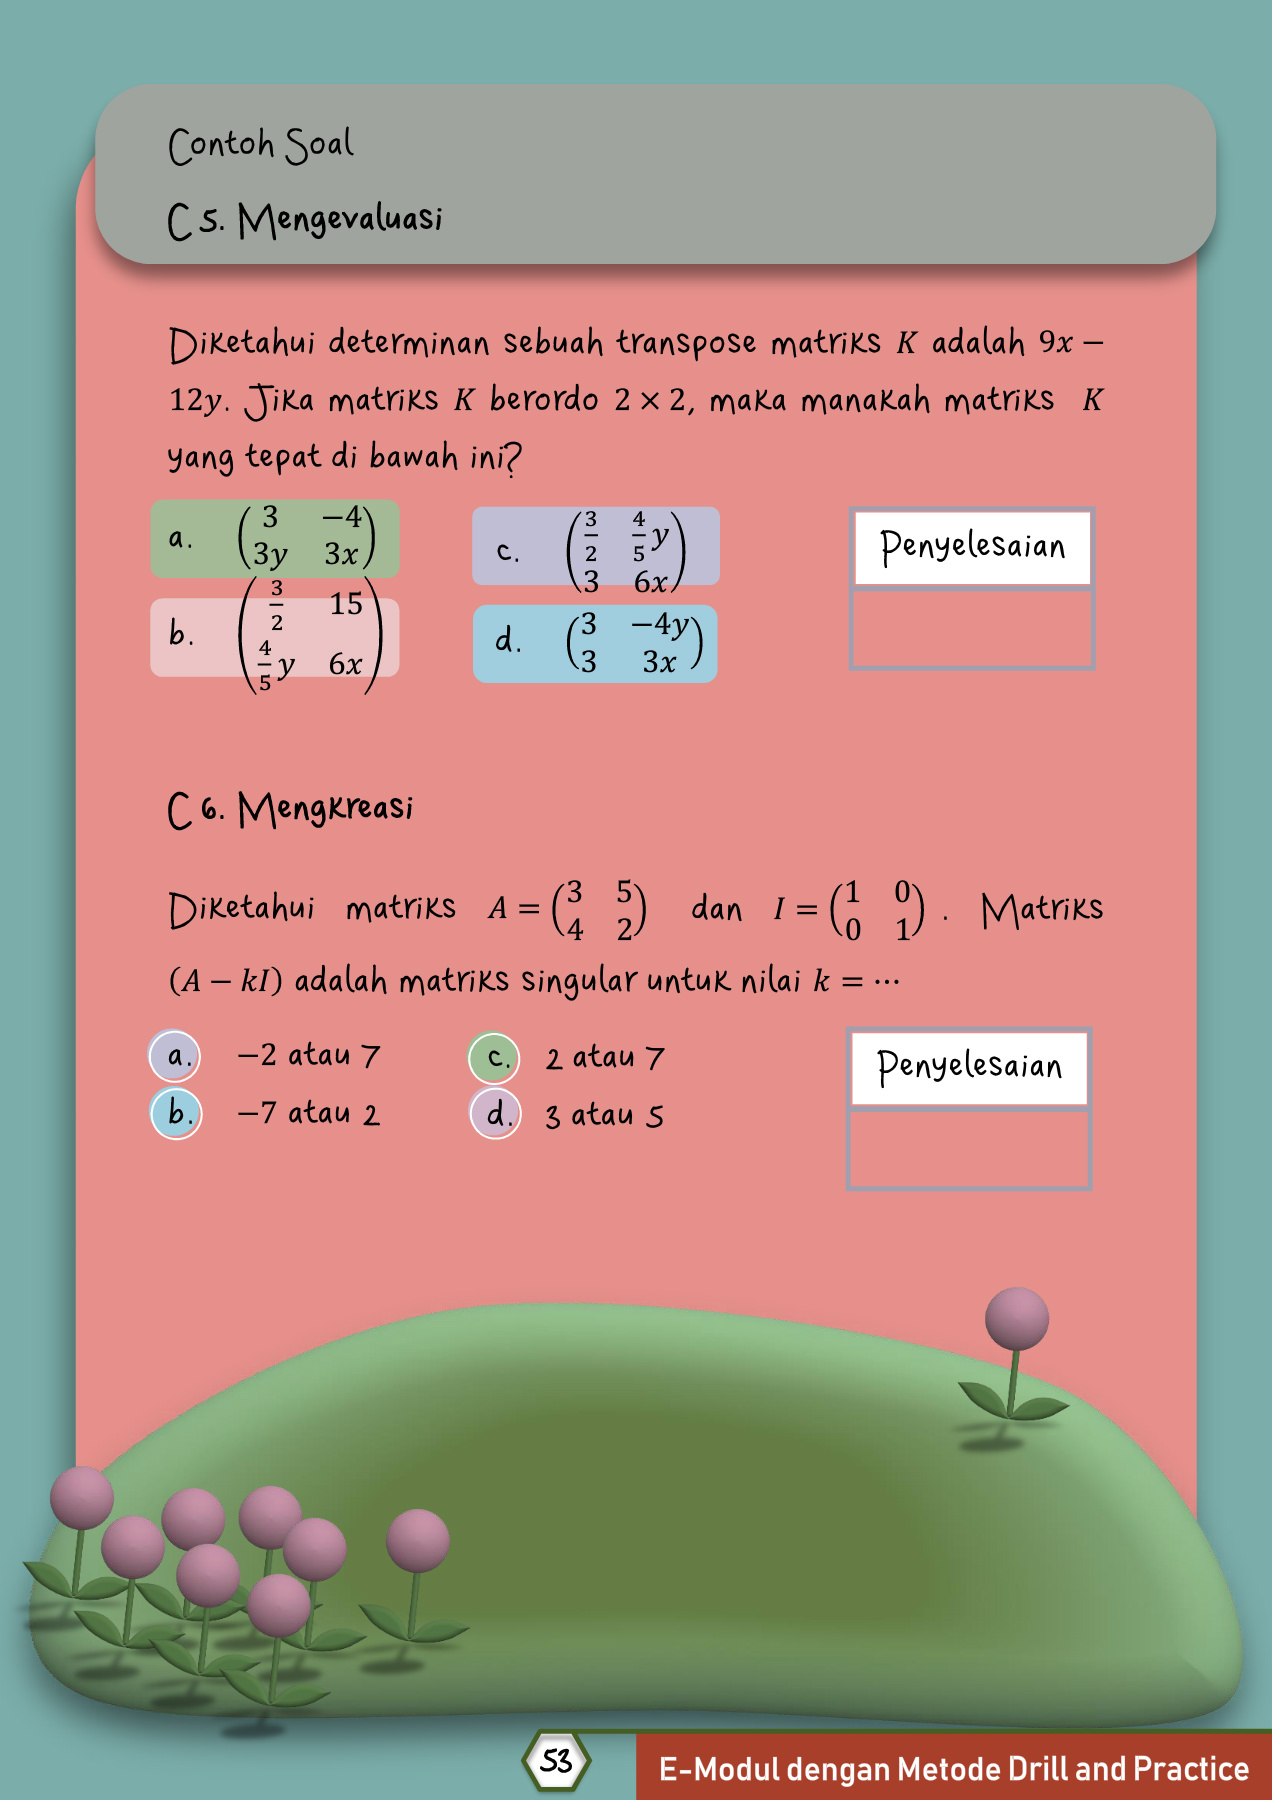 Contoh Soal
C5. Mengevaluasi
Diketahui determinan sebuah transpose matriks K adalah 9x −
12y. Jika matriks K berordo 2 × 2, maka manakah matriks K
yang tepat di bawah ini?
a. (3 −4
3y 3x)
b. (3/2 15
4/5 y 6x)
c. (3/2 4/5 y
3 6x)
d. (3 −4y
3 3x)
Penyelesaian
C6. Mengkreasi
Diketahui matriks A = (3 5
4 2) dan I = (1 0
0 1) . Matriks
(A − kI) adalah matriks singular untuk nilai k = ⋯
a. −2 atau 7
b. −7 atau 2
c. 2 atau 7
d. 3 atau 5
Penyelesaian
53
E-Modul dengan Metode Drill and Practice